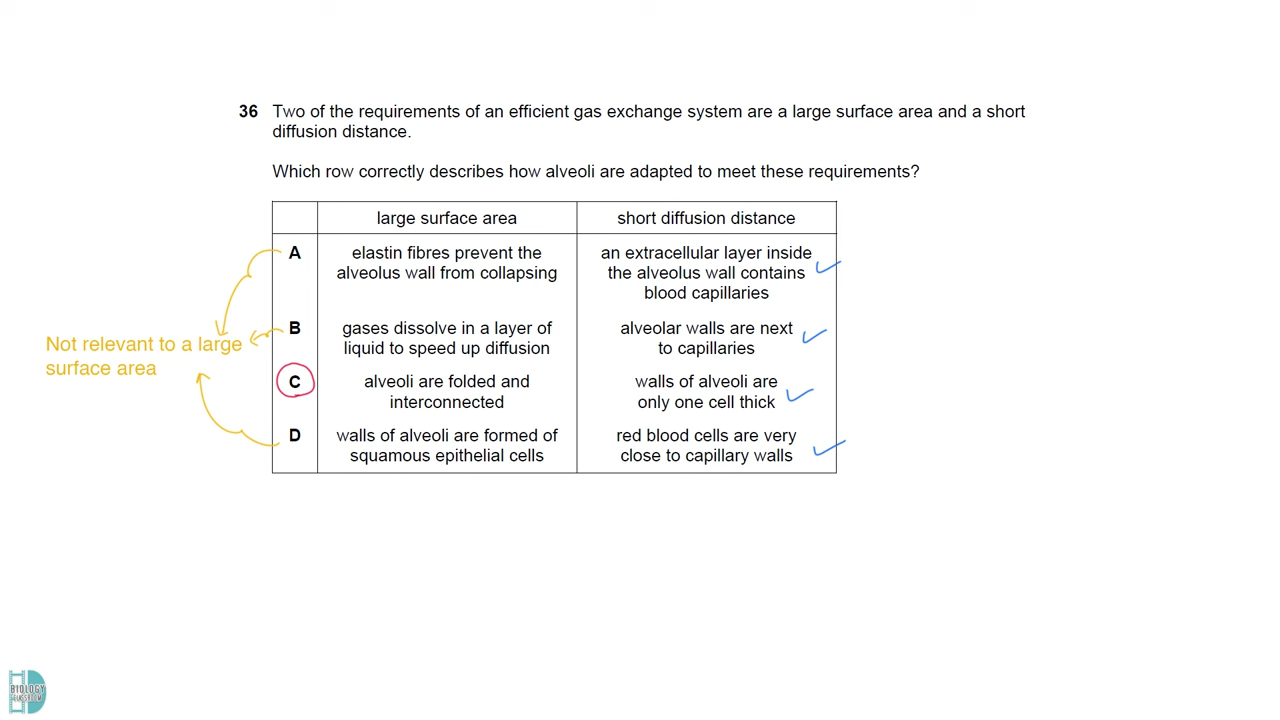 36 Two of the requirements of an efficient gas exchange system are a large surface area and a short
diffusion distance.
Which row correctly describes how alveoli are adapted to meet these requirements?
large surface area short diffusion distance
A elastin fibres prevent the an extracellular layer inside
alveolus wall from collapsing the alveolus wall contains
blood capillaries
B gases dissolve in a layer of alveolar walls are next
liquid to speed up diffusion to capillaries
Not relevant to a large
surface area
C alveoli are folded and walls of alveoli are
interconnected only one cell thick
D walls of alveoli are formed of red blood cells are very
squamous epithelial cells close to capillary walls
BIOLOGY
CLASSROOM